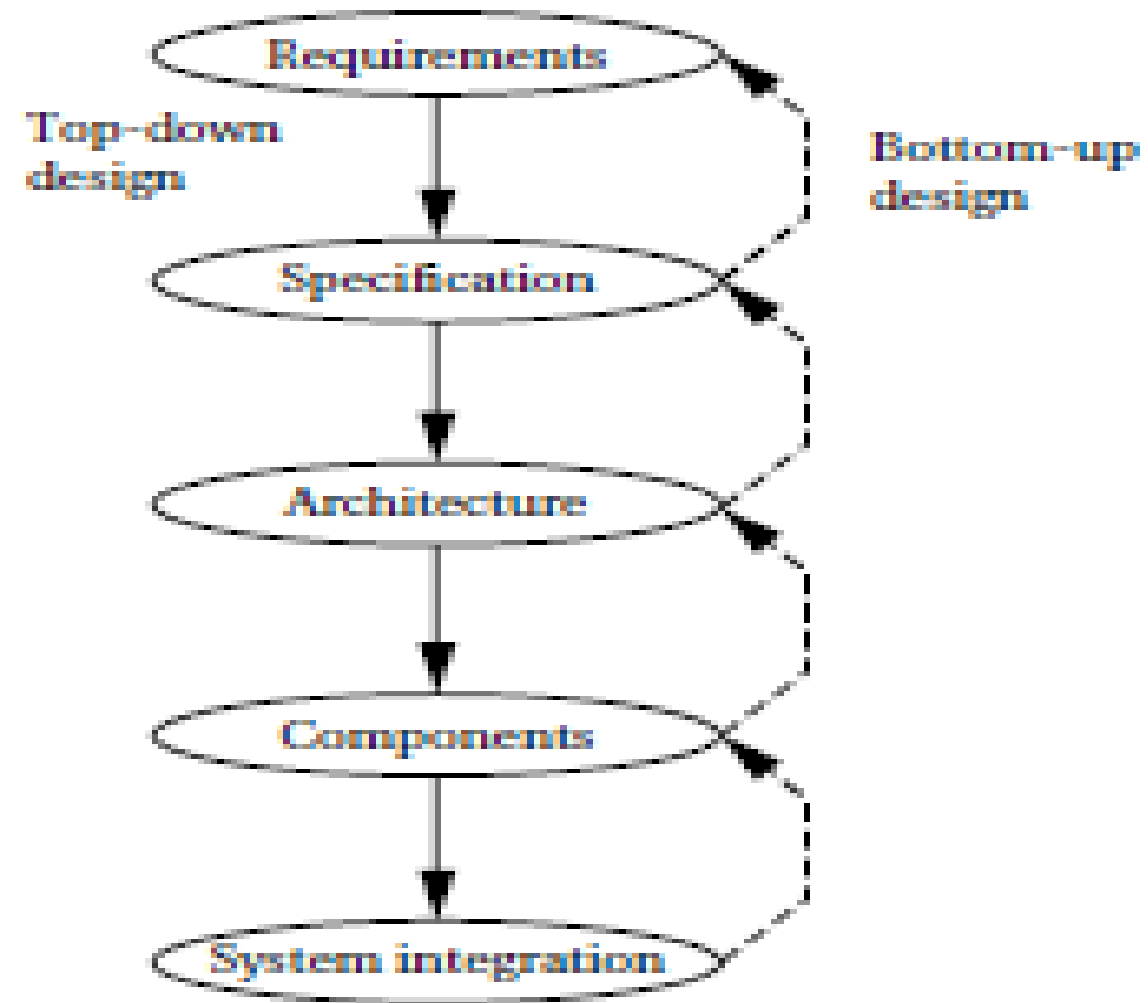 Requirements
Top-down
design
Bottom-up
design
Specification
Architecture
Components
System integration